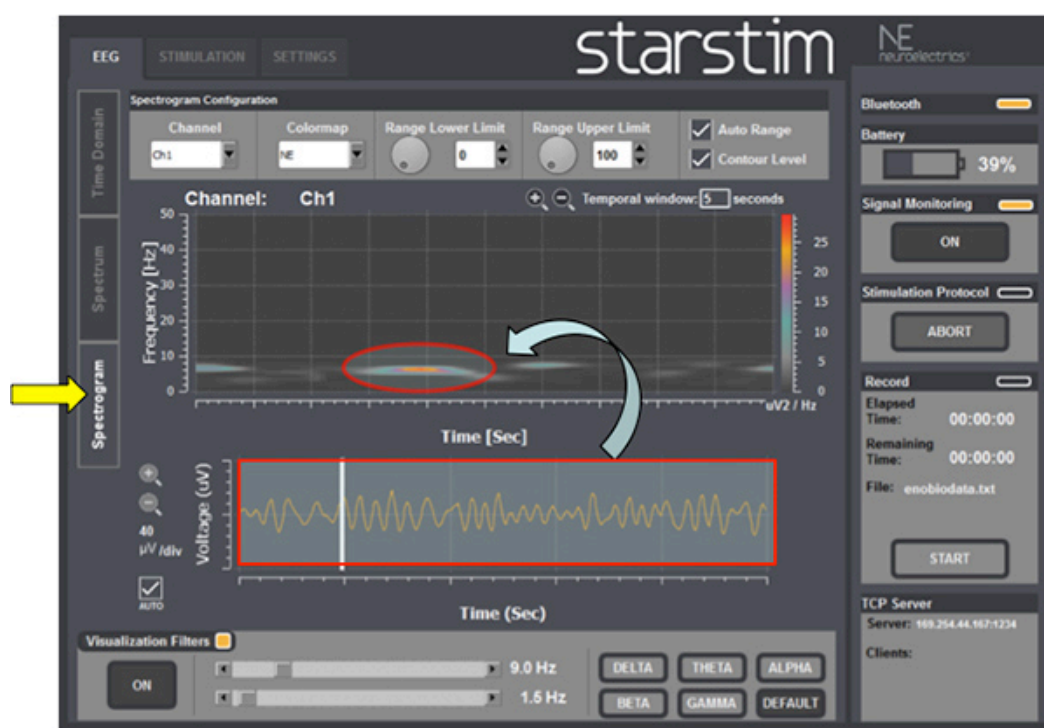 starstim
NE
neuroelectrics®
EEG
STIMULATION
SETTINGS
Time Domain
Spectrum
Spectrogram
Spectrogram Configuration
Channel
Colormap
Range Lower Limit
Range Upper Limit
Auto Range
Ch1
NE
0
100
Contour Level
Channel: Ch1
Temporal window: 5 seconds
Frequency [Hz]
50
40
30
20
10
0
25
20
15
10
5
0
uV2 / Hz
Time [Sec]
Voltage (uV)
40
µV /div
AUTO
Time (Sec)
Visualization Filters
ON
9.0 Hz
1.5 Hz
DELTA
THETA
ALPHA
BETA
GAMMA
DEFAULT
Bluetooth
Battery
39%
Signal Monitoring
ON
Stimulation Protocol
ABORT
Record
Elapsed
Time: 00:00:00
Remaining
Time: 00:00:00
File: enobiodata.txt
START
TCP Server
Server: 169.254.44.167:1234
Clients: